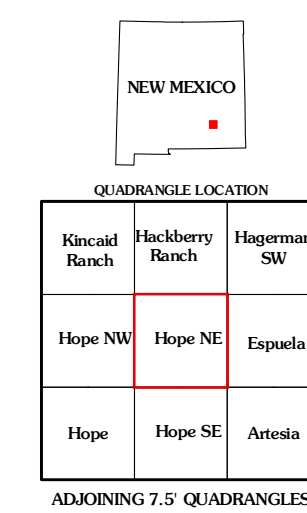 NEW MEXICO
QUADRANGLE LOCATION
Kincaid
Ranch
Hackberry
Ranch
Hagerman
SW
Hope NW
Hope NE
Espuela
Hope
Hope SE
Artesia
ADJOINING 7.5' QUADRANGLES